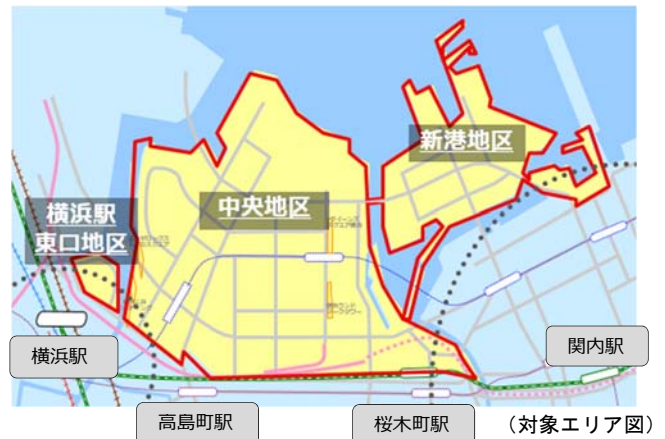 新港地区
中央地区
横浜駅
東口地区
横浜駅
関内駅
高島町駅
桜木町駅
（対象エリア図）